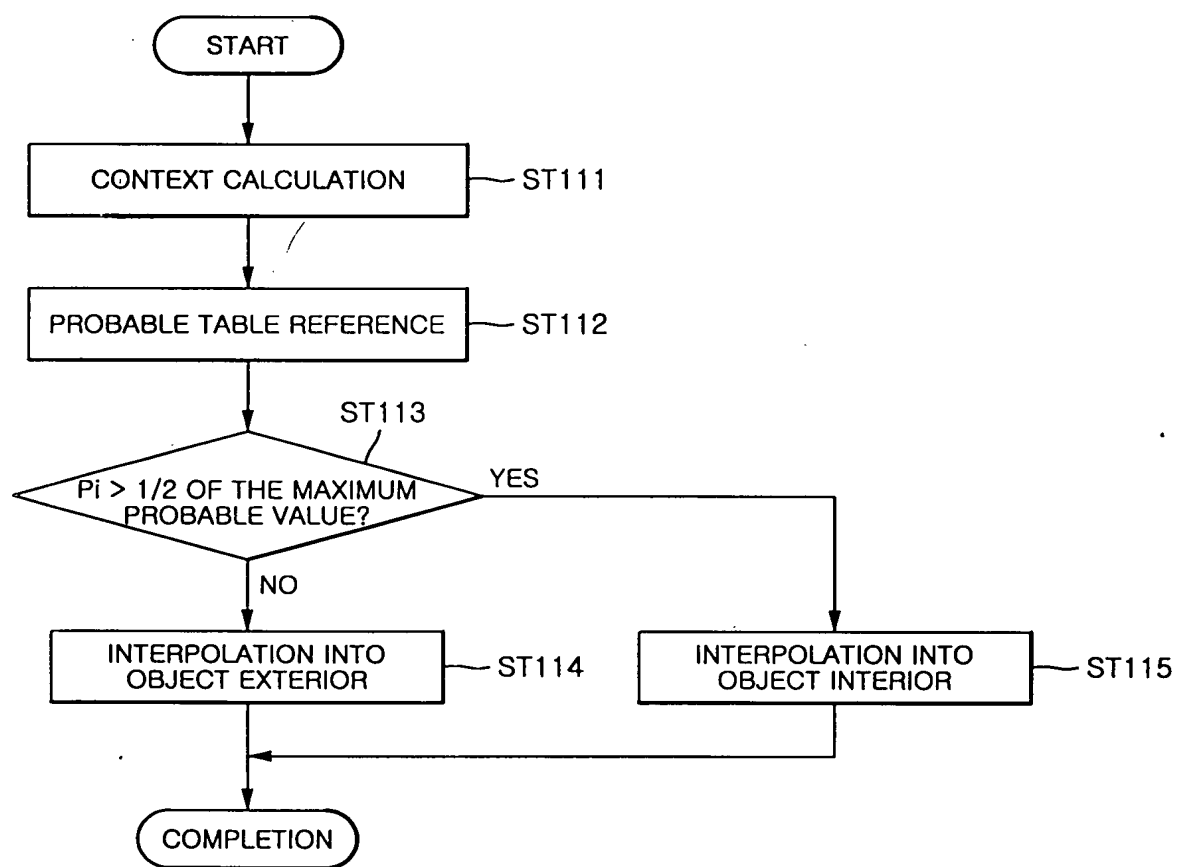 START
CONTEXT CALCULATION
ST111
PROBABLE TABLE REFERENCE
ST112
ST113
Pi > 1/2 OF THE MAXIMUM
PROBABLE VALUE?
YES
NO
INTERPOLATION INTO
OBJECT EXTERIOR
ST114
INTERPOLATION INTO
OBJECT INTERIOR
ST115
COMPLETION